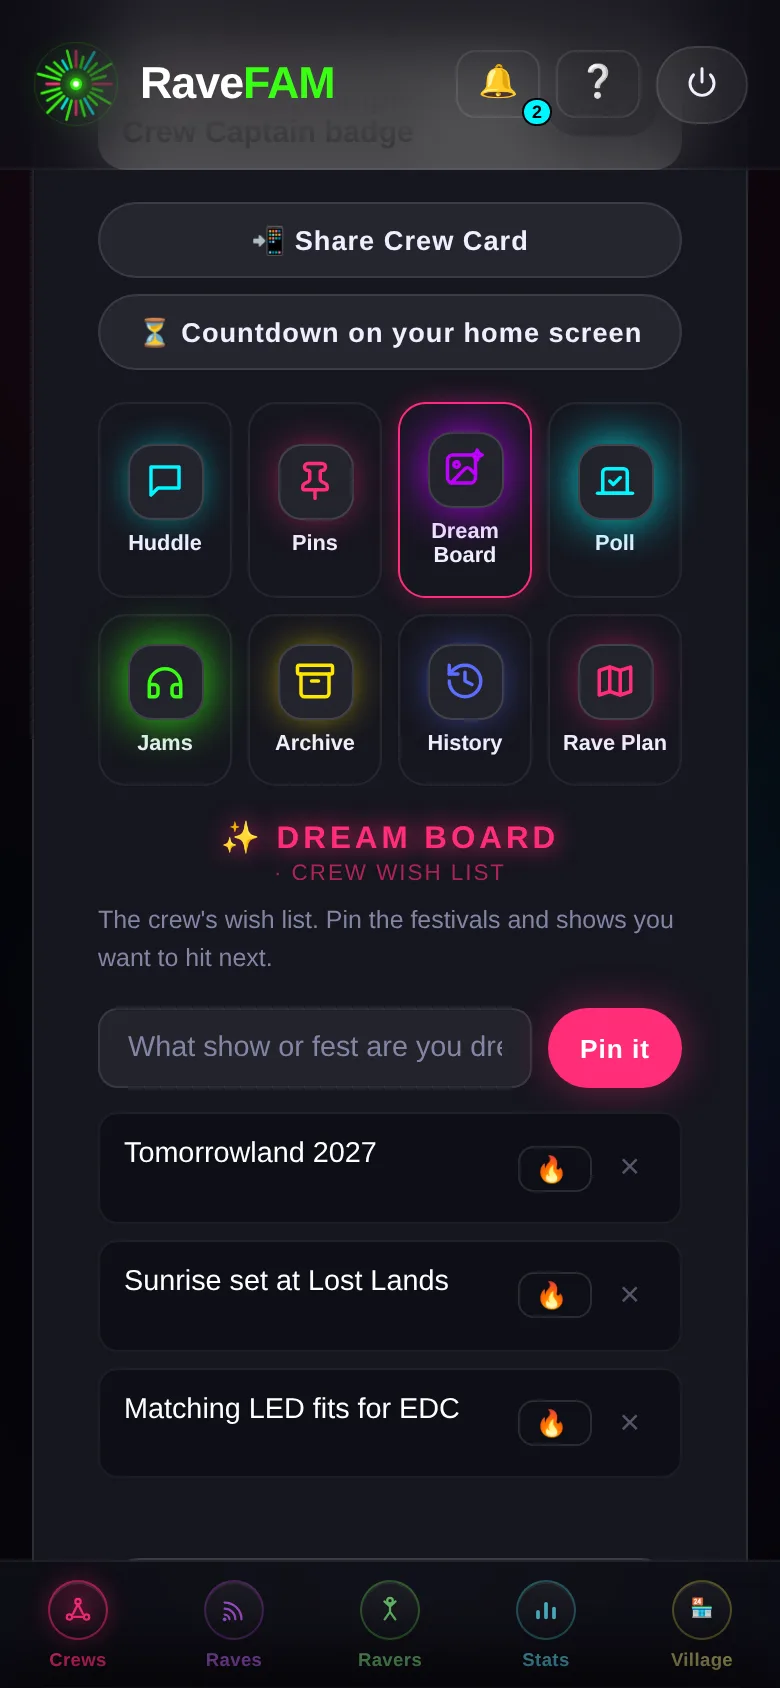 RaveFAM
2
Crew Captain badge
Share Crew Card
Countdown on your home screen
Huddle
Pins
Dream Board
Poll
Jams
Archive
History
Rave Plan
DREAM BOARD
· CREW WISH LIST
The crew's wish list. Pin the festivals and shows you
want to hit next.
What show or fest are you dre
Pin it
Tomorrowland 2027
Sunrise set at Lost Lands
Matching LED fits for EDC
Crews
Raves
Ravers
Stats
Village